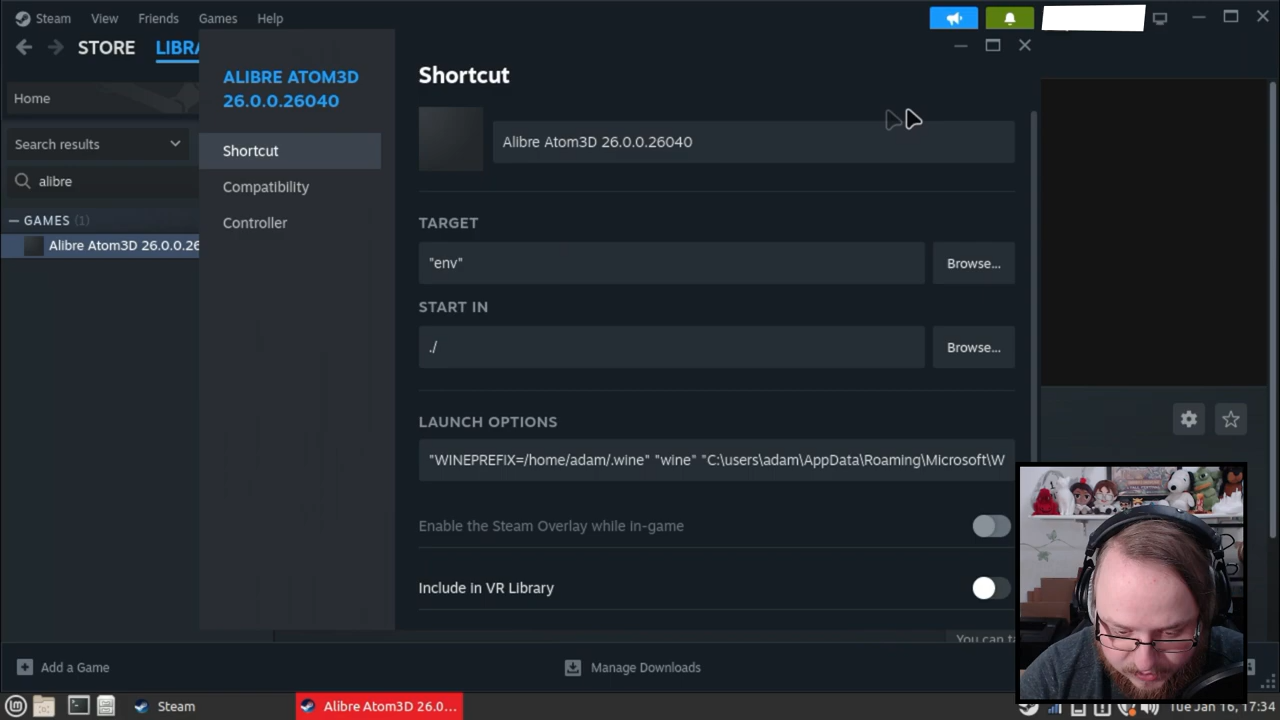 Steam View Friends Games Help
STORE LIBRA
Home
Search results
alibre
GAMES (1)
Alibre Atom3D 26.0.0.26
ALIBRE ATOM3D
26.0.0.26040
Shortcut
Compatibility
Controller
Shortcut
Alibre Atom3D 26.0.0.26040
TARGET
"env"
Browse...
START IN
./
Browse...
LAUNCH OPTIONS
"WINEPREFIX=/home/adam/.wine" "wine" "C:\users\adam\AppData\Roaming\Microsoft\W
Enable the Steam Overlay while In-game
Include in VR Library
You can ta
Add a Game
Manage Downloads
Steam
Alibre Atom3D 26.0...
Tue Jan 16, 17:34